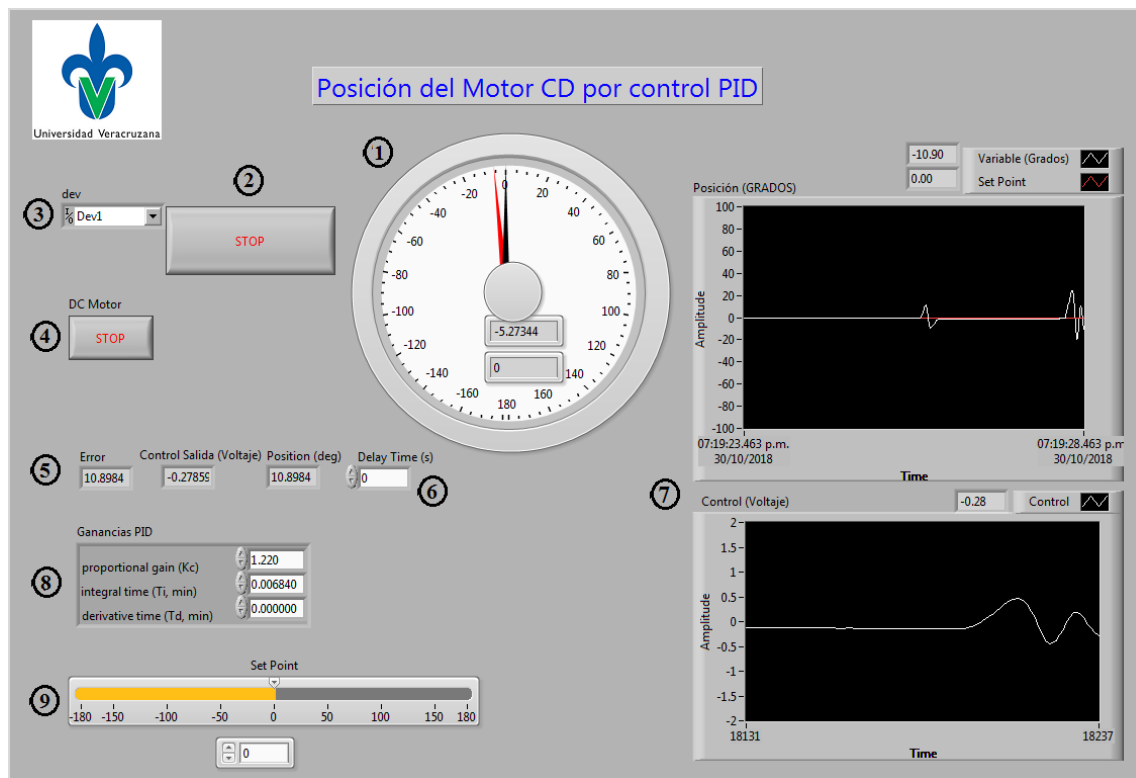 Universidad Veracruzana
Posición del Motor CD por control PID
1
2
3
dev
I/O Dev1
STOP
DC Motor
4
STOP
0
20
40
60
80
100
120
140
160
180
-160
-140
-120
-100
-80
-60
-40
-20
-5.27344
0
5
Error
Control Salida (Voltaje)
Position (deg)
Delay Time (s)
10.8984
-0.27859
10.8984
0
6
Ganancias PID
8
proportional gain (Kc)
1.220
integral time (Ti, min)
0.006840
derivative time (Td, min)
0.000000
Set Point
9
-180 -150 -100 -50 0 50 100 150 180
0
-10.90
Variable (Grados)
0.00
Set Point
Posición (GRADOS)
Amplitude
100
80
60
40
20
0
-20
-40
-60
-80
-100
07:19:23.463 p.m.
30/10/2018
07:19:28.463 p.m
30/10/2018
Time
7
Control (Voltaje)
-0.28
Control
Amplitude
2
1.5
1
0.5
0
-0.5
-1
-1.5
-2
18131
18237
Time